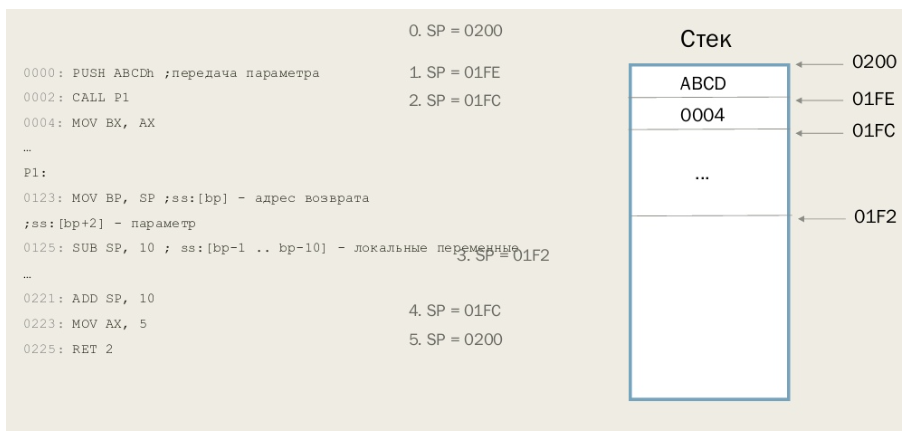 0. SP = 0200
Стек
0200
0000: PUSH ABCDh ;передача параметра
1. SP = 01FE
ABCD
01FE
0002: CALL P1
2. SP = 01FC
0004
01FC
0004: MOV BX, AX
…
P1:
...
0123: MOV BP, SP ;ss:[bp] - адрес возврата
;ss:[bp+2] - параметр
01F2
0125: SUB SP, 10 ; ss:[bp-1 .. bp-10] - локальные переменные
3. SP = 01F2
…
0221: ADD SP, 10
4. SP = 01FC
0223: MOV AX, 5
5. SP = 0200
0225: RET 2